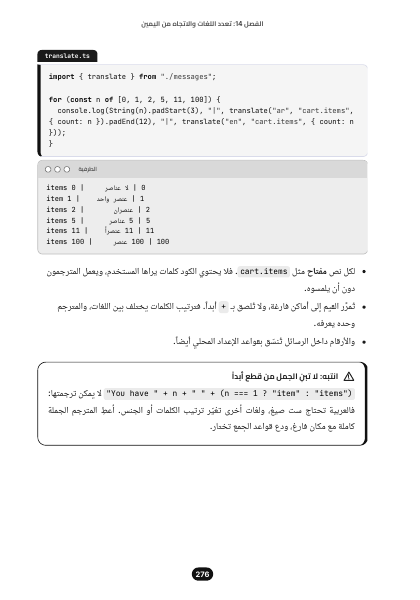 الفصل 14: تعدد اللغات والاتجاه من اليمين
translate.ts
import { translate } from "./messages";
for (const n of [0, 1, 2, 5, 11, 100]) {
console.log(String(n).padStart(3), "|", translate("ar", "cart.items",
{ count: n }).padEnd(12), "|", translate("en", "cart.items", { count: n
}));
}
الطرفية
0 | لا عناصر | 0 items
1 | عنصر واحد | 1 item
2 | عنصران | 2 items
5 | 5 عناصر | 5 items
11 | 11 عنصراً | 11 items
100 | 100 عنصر | 100 items
• لكل نص مفتاح مثل cart.items . فلا يحتوي الكود كلمات يراها المستخدم، ويعمل المترجمون
دون أن يلمسوه.
• تُمرَّر القيم إلى أماكن فارغة، ولا تُلصق بـ + أبداً. فترتيب الكلمات يختلف بين اللغات، والمترجم
وحده يعرفه.
• والأرقام داخل الرسائل تُنسَّق بقواعد الإعداد المحلي أيضاً.
انتبه: لا تبنِ الجمل من قطع أبداً
"You have " + n + " " + (n === 1 ? "item" : "items") لا يمكن ترجمتها:
فالعربية تحتاج ست صيغ، ولغات أخرى تغيّر ترتيب الكلمات أو الجنس. أعطِ المترجم الجملة
كاملة مع مكان فارغ، ودع قواعد الجمع تختار.
276